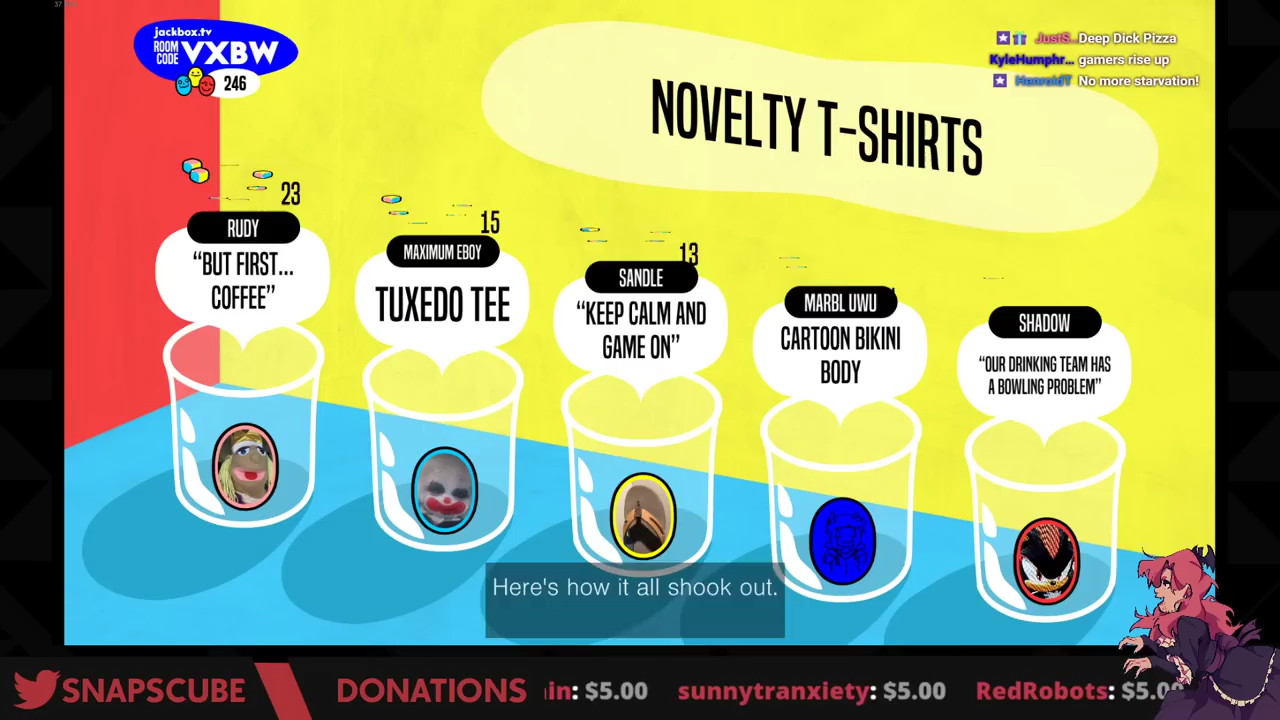 37
jackbox.tv
ROOM CODE VXBW
246
JustS.. Deep Dick Pizza
KyleHumphr... gamers rise up
HenroidT No more starvation!
NOVELTY T-SHIRTS
23
RUDY
“BUT FIRST...
COFFEE”
15
MAXIMUM EBOY
TUXEDO TEE
13
SANDLE
“KEEP CALM AND
GAME ON”
MARBL UWU
CARTOON BIKINI
BODY
SHADOW
“OUR DRINKING TEAM HAS
A BOWLING PROBLEM”
Here's how it all shook out.
SNAPSCUBE DONATIONS in: $5.00 sunnytranxiety: $5.00 RedRobots: $5.00